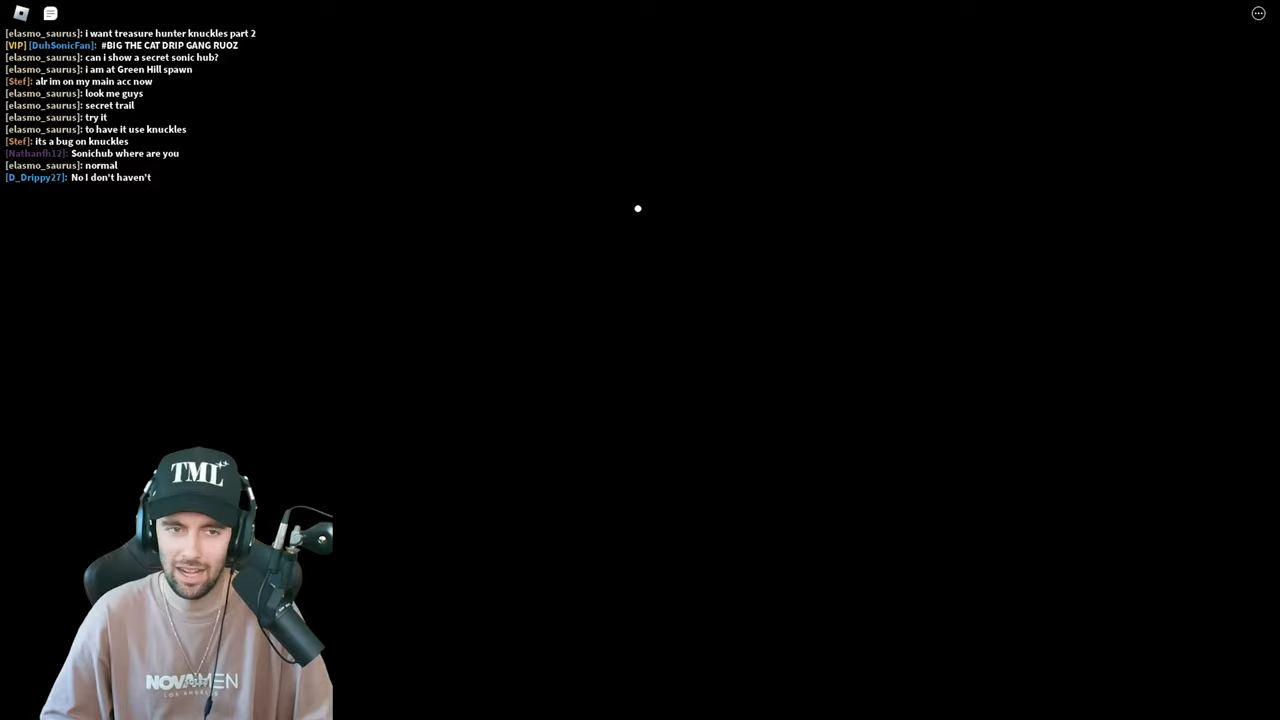 [elasmo_saurus]: i want treasure hunter knuckles part 2
[VIP] [DuhSonicFan]: #BIG THE CAT DRIP GANG RUOZ
[elasmo_saurus]: can i show a secret sonic hub?
[elasmo_saurus]: i am at Green Hill spawn
[Stef]: alr im on my main acc now
[elasmo_saurus]: look me guys
[elasmo_saurus]: secret trail
[elasmo_saurus]: try it
[elasmo_saurus]: to have it use knuckles
[Stef]: its a bug on knuckles
[Nathanfh12]: Sonichub where are you
[elasmo_saurus]: normal
[D_Drippy27]: No I don't haven't
TML
NOVAMEN
LOS ANGELES